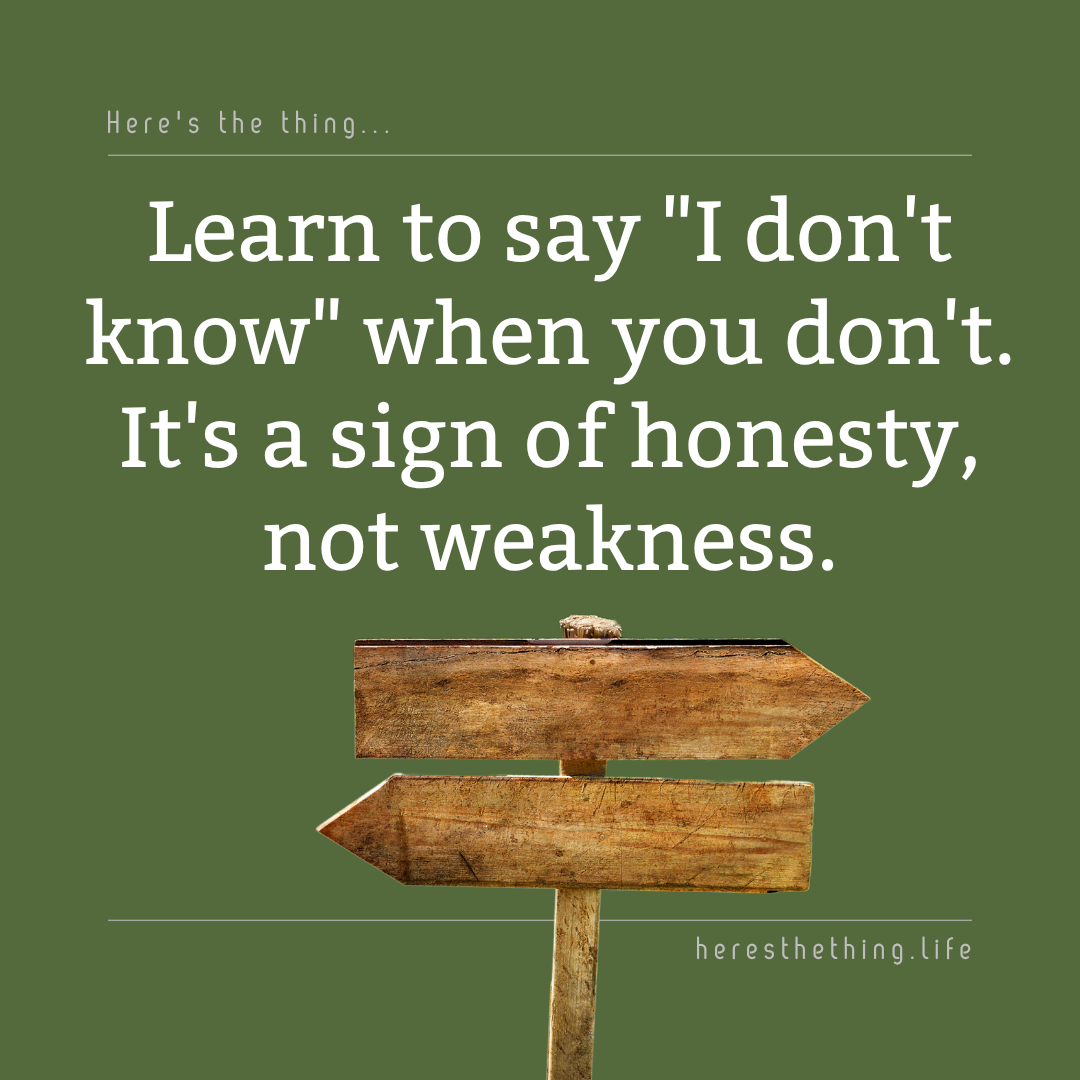 Here's the thing...
Learn to say "I don't
know" when you don't.
It's a sign of honesty,
not weakness.
heresthething.life